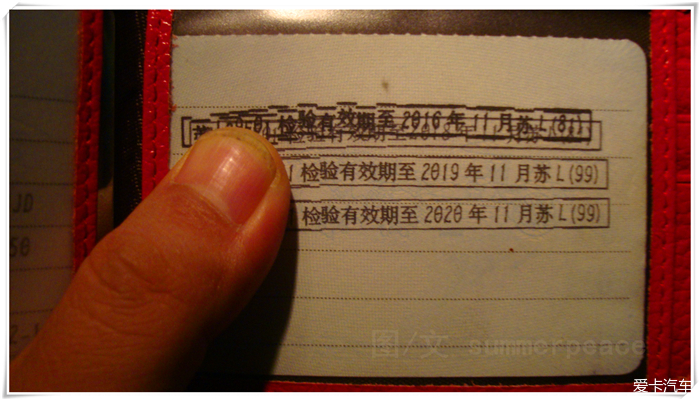 检验有效期至2016年11月苏L(81)
检验有效期至2019年11月苏L(99)
检验有效期至2020年11月苏L(99)
JD
图/文 summerpeace
爱卡汽车